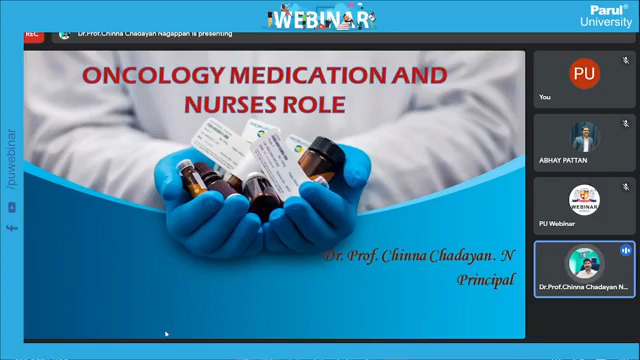 WEBINAR
Parul®
University
REC
Dr.Prof.Chinna Chadayan Nagappan is presenting
ONCOLOGY MEDICATION AND
NURSES ROLE
Dr. Prof. Chinna Chadayan. N
Principal
PU
You
ABHAY PATTAN
WEBINAR
PU Webinar
Dr.Prof.Chinna Chadayan N...
/puwebinar